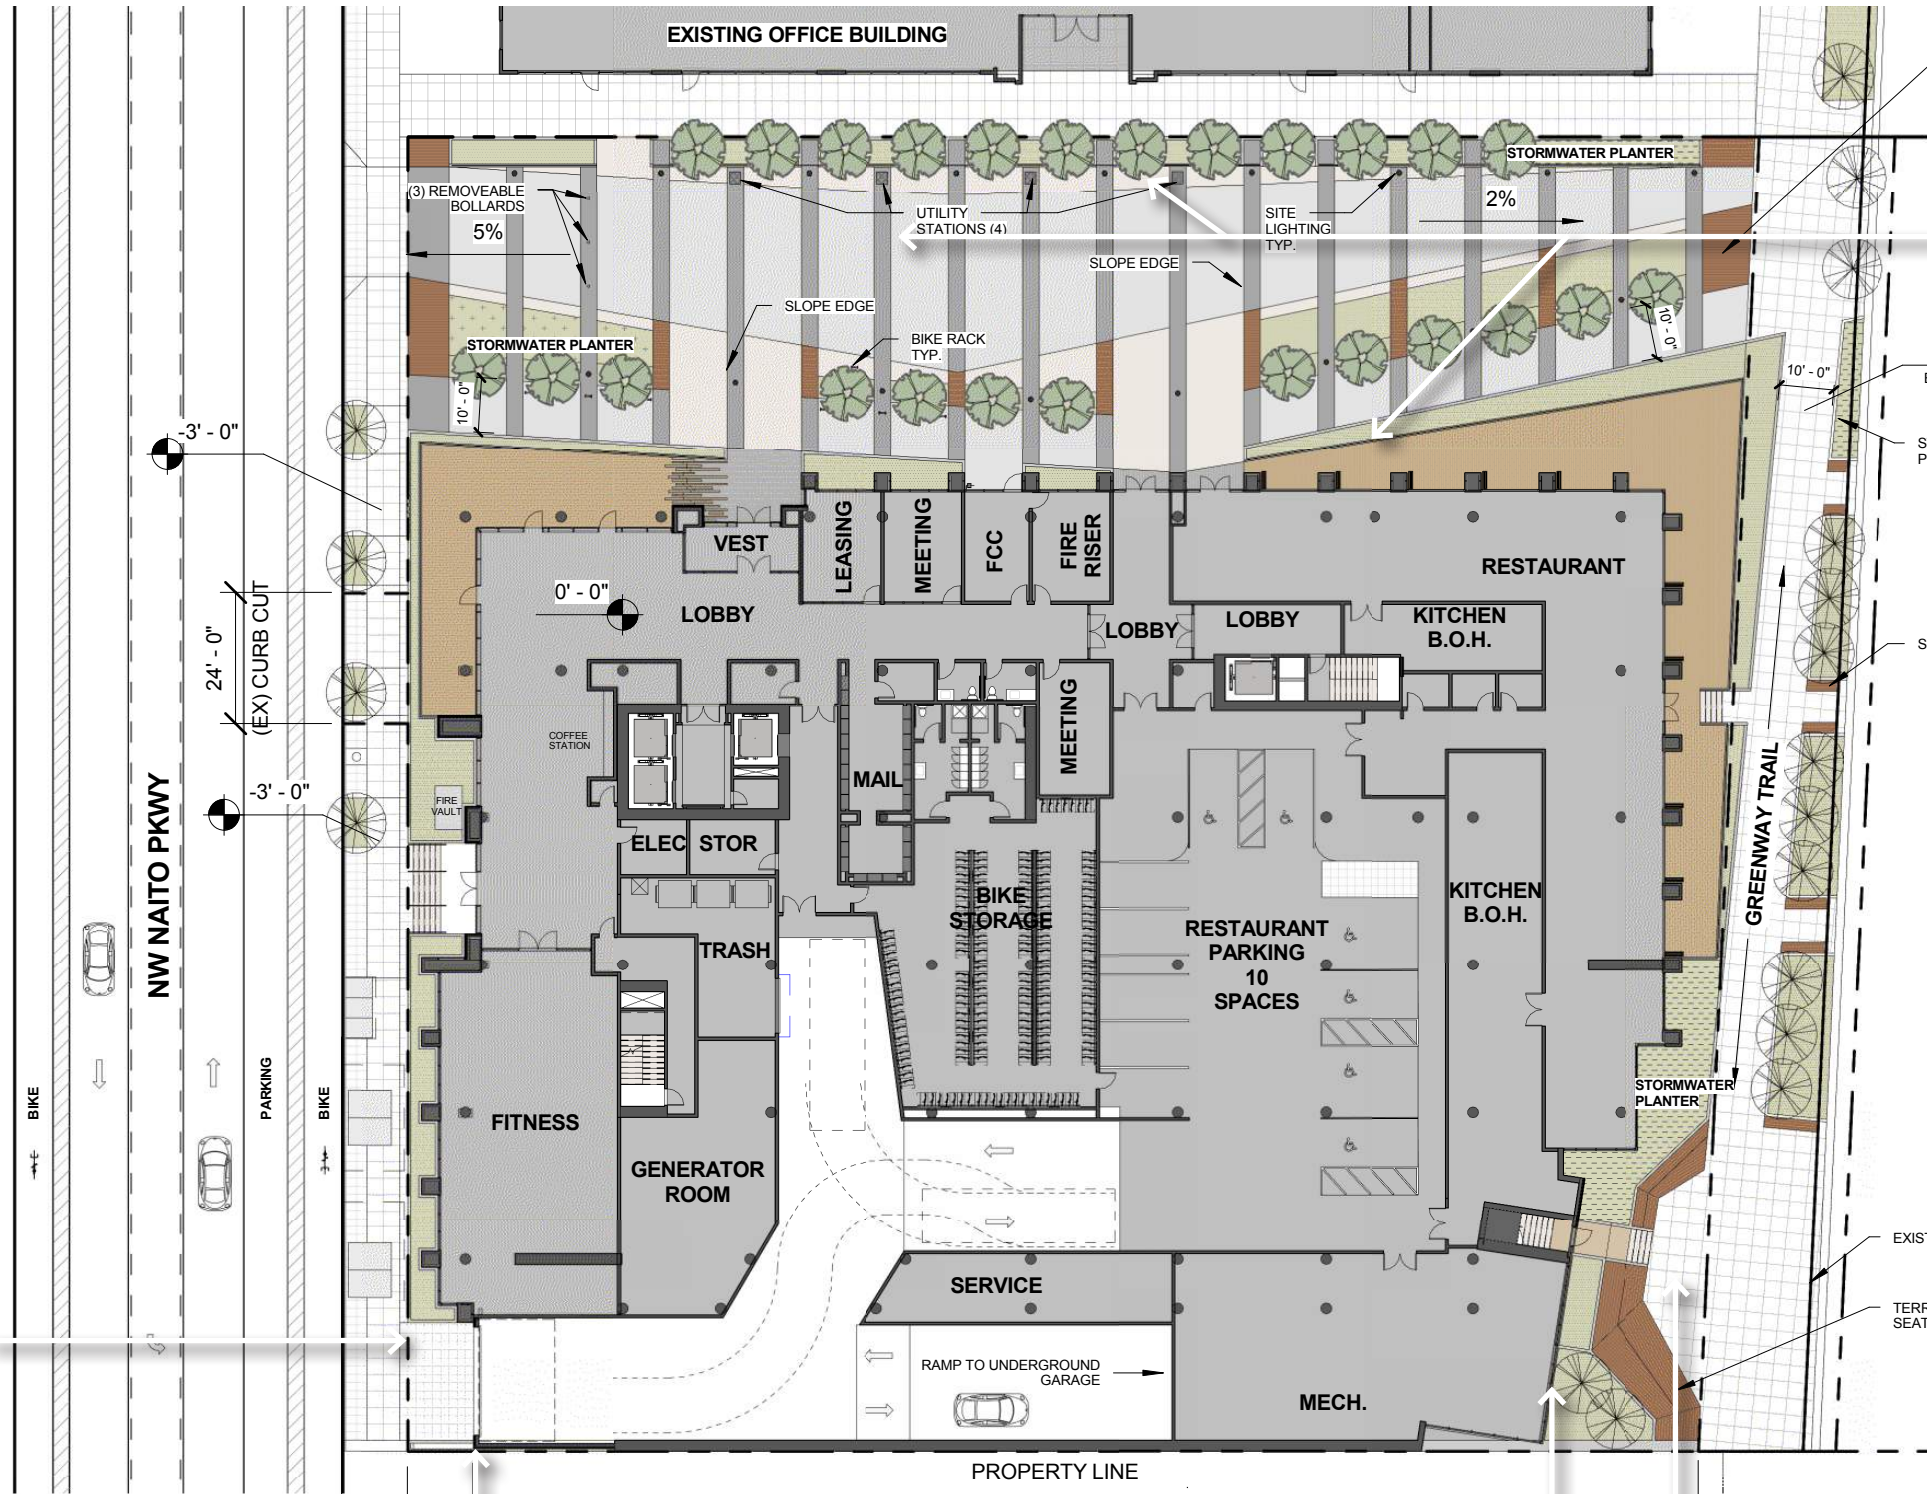 EXISTING OFFICE BUILDING
STORMWATER PLANTER
(3) REMOVEABLE
BOLLARDS
5%
UTILITY
STATIONS (4)
SITE
LIGHTING
TYP.
2%
SLOPE EDGE
SLOPE EDGE
BIKE RACK
TYP.
STORMWATER PLANTER
10' - 0"
10' - 0"
10' - 0"
-3' - 0"
LEASING
MEETING
FCC
FIRE
RISER
VEST
RESTAURANT
0' - 0"
LOBBY
LOBBY
LOBBY
KITCHEN
B.O.H.
24' - 0"
(EX) CURB CUT
COFFEE
STATION
MEETING
MAIL
-3' - 0"
FIRE
VAULT
ELEC
STOR
NW NAITO PKWY
GREENWAY TRAIL
BIKE
STORAGE
KITCHEN
B.O.H.
RESTAURANT
PARKING
10
SPACES
TRASH
BIKE
PARKING
BIKE
FITNESS
GENERATOR
ROOM
STORMWATER
PLANTER
SERVICE
RAMP TO UNDERGROUND
GARAGE
MECH.
EXIST
TERR
SEAT
PROPERTY LINE